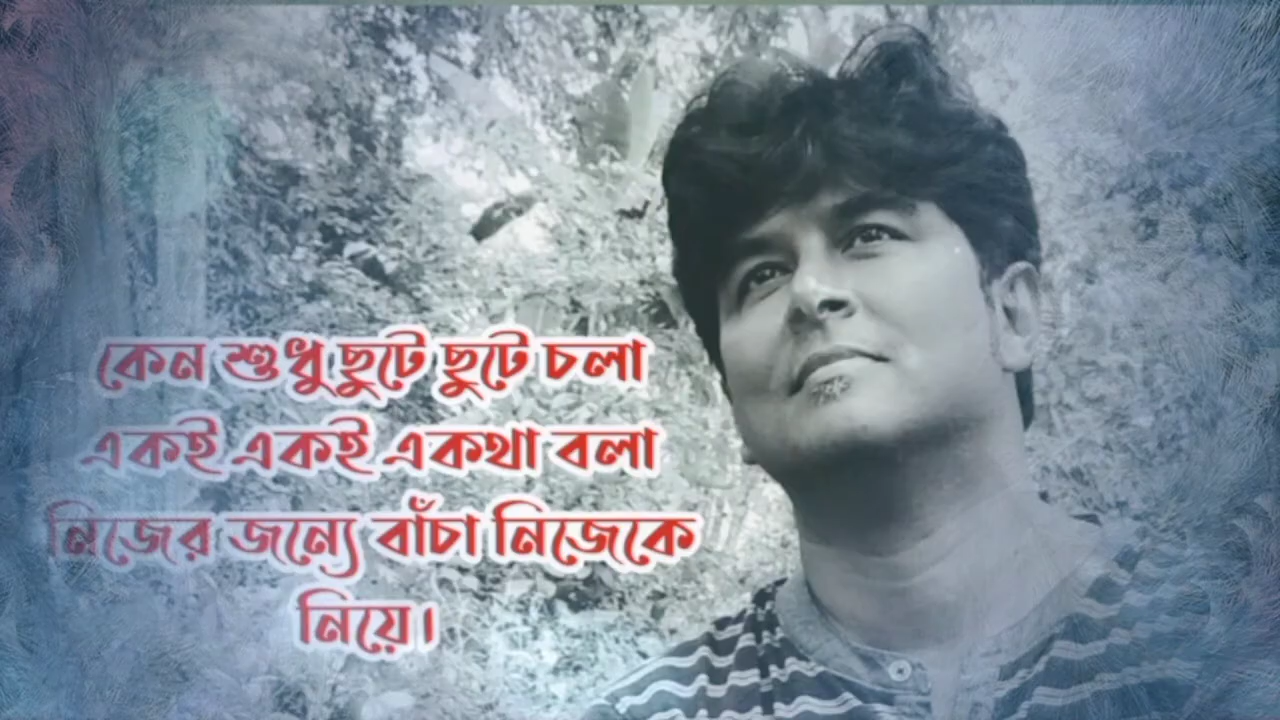 কেন শুধু ছুটে ছুটে চলা
একই একই একথা বলা
নিজের জন্যে বাঁচা নিজেকে
নিয়ে।